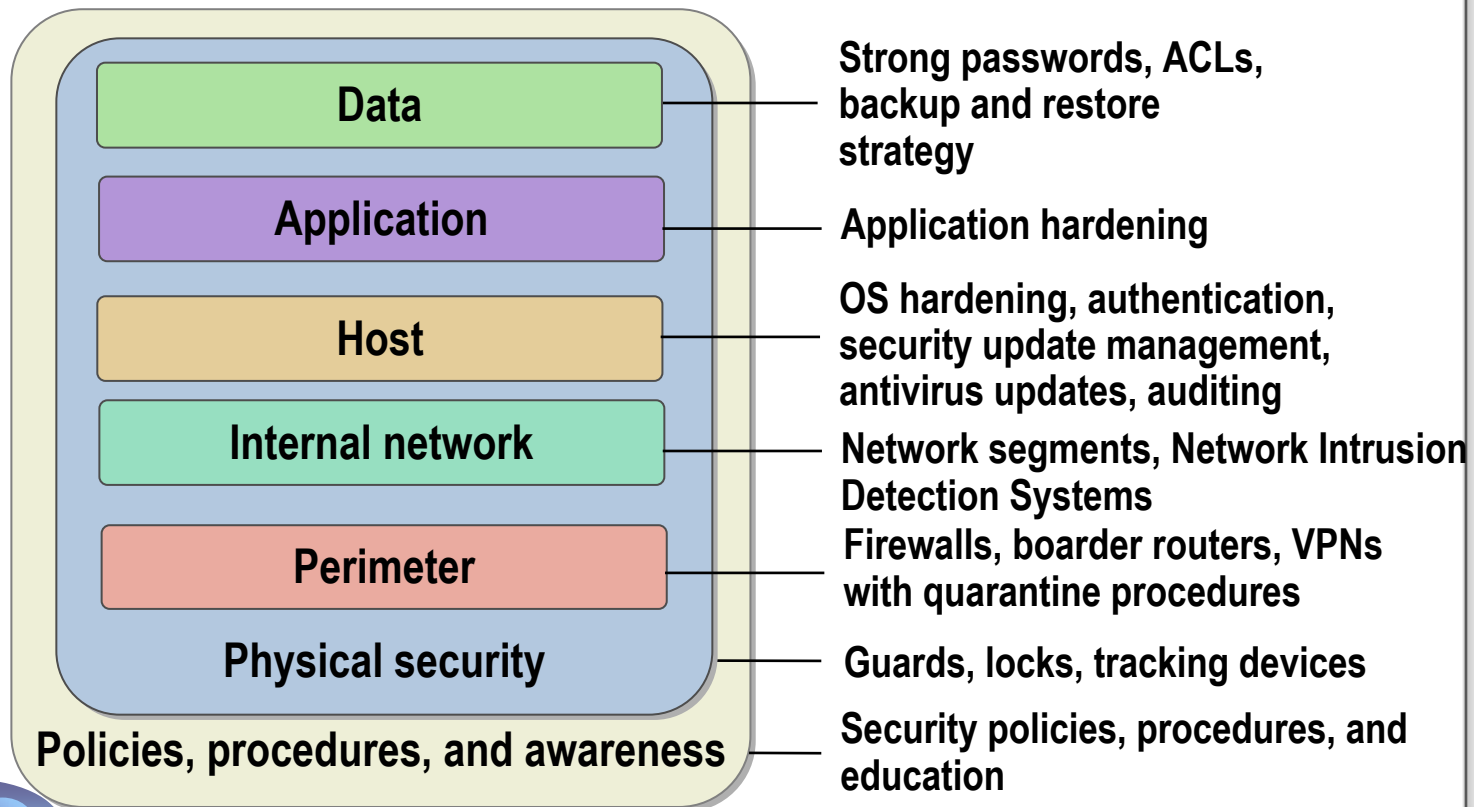 Data
Strong passwords, ACLs,
backup and restore
strategy
Application
Application hardening
Host
OS hardening, authentication,
security update management,
antivirus updates, auditing
Internal network
Network segments, Network Intrusion
Detection Systems
Perimeter
Firewalls, boarder routers, VPNs
with quarantine procedures
Physical security
Guards, locks, tracking devices
Policies, procedures, and awareness
Security policies, procedures, and
education